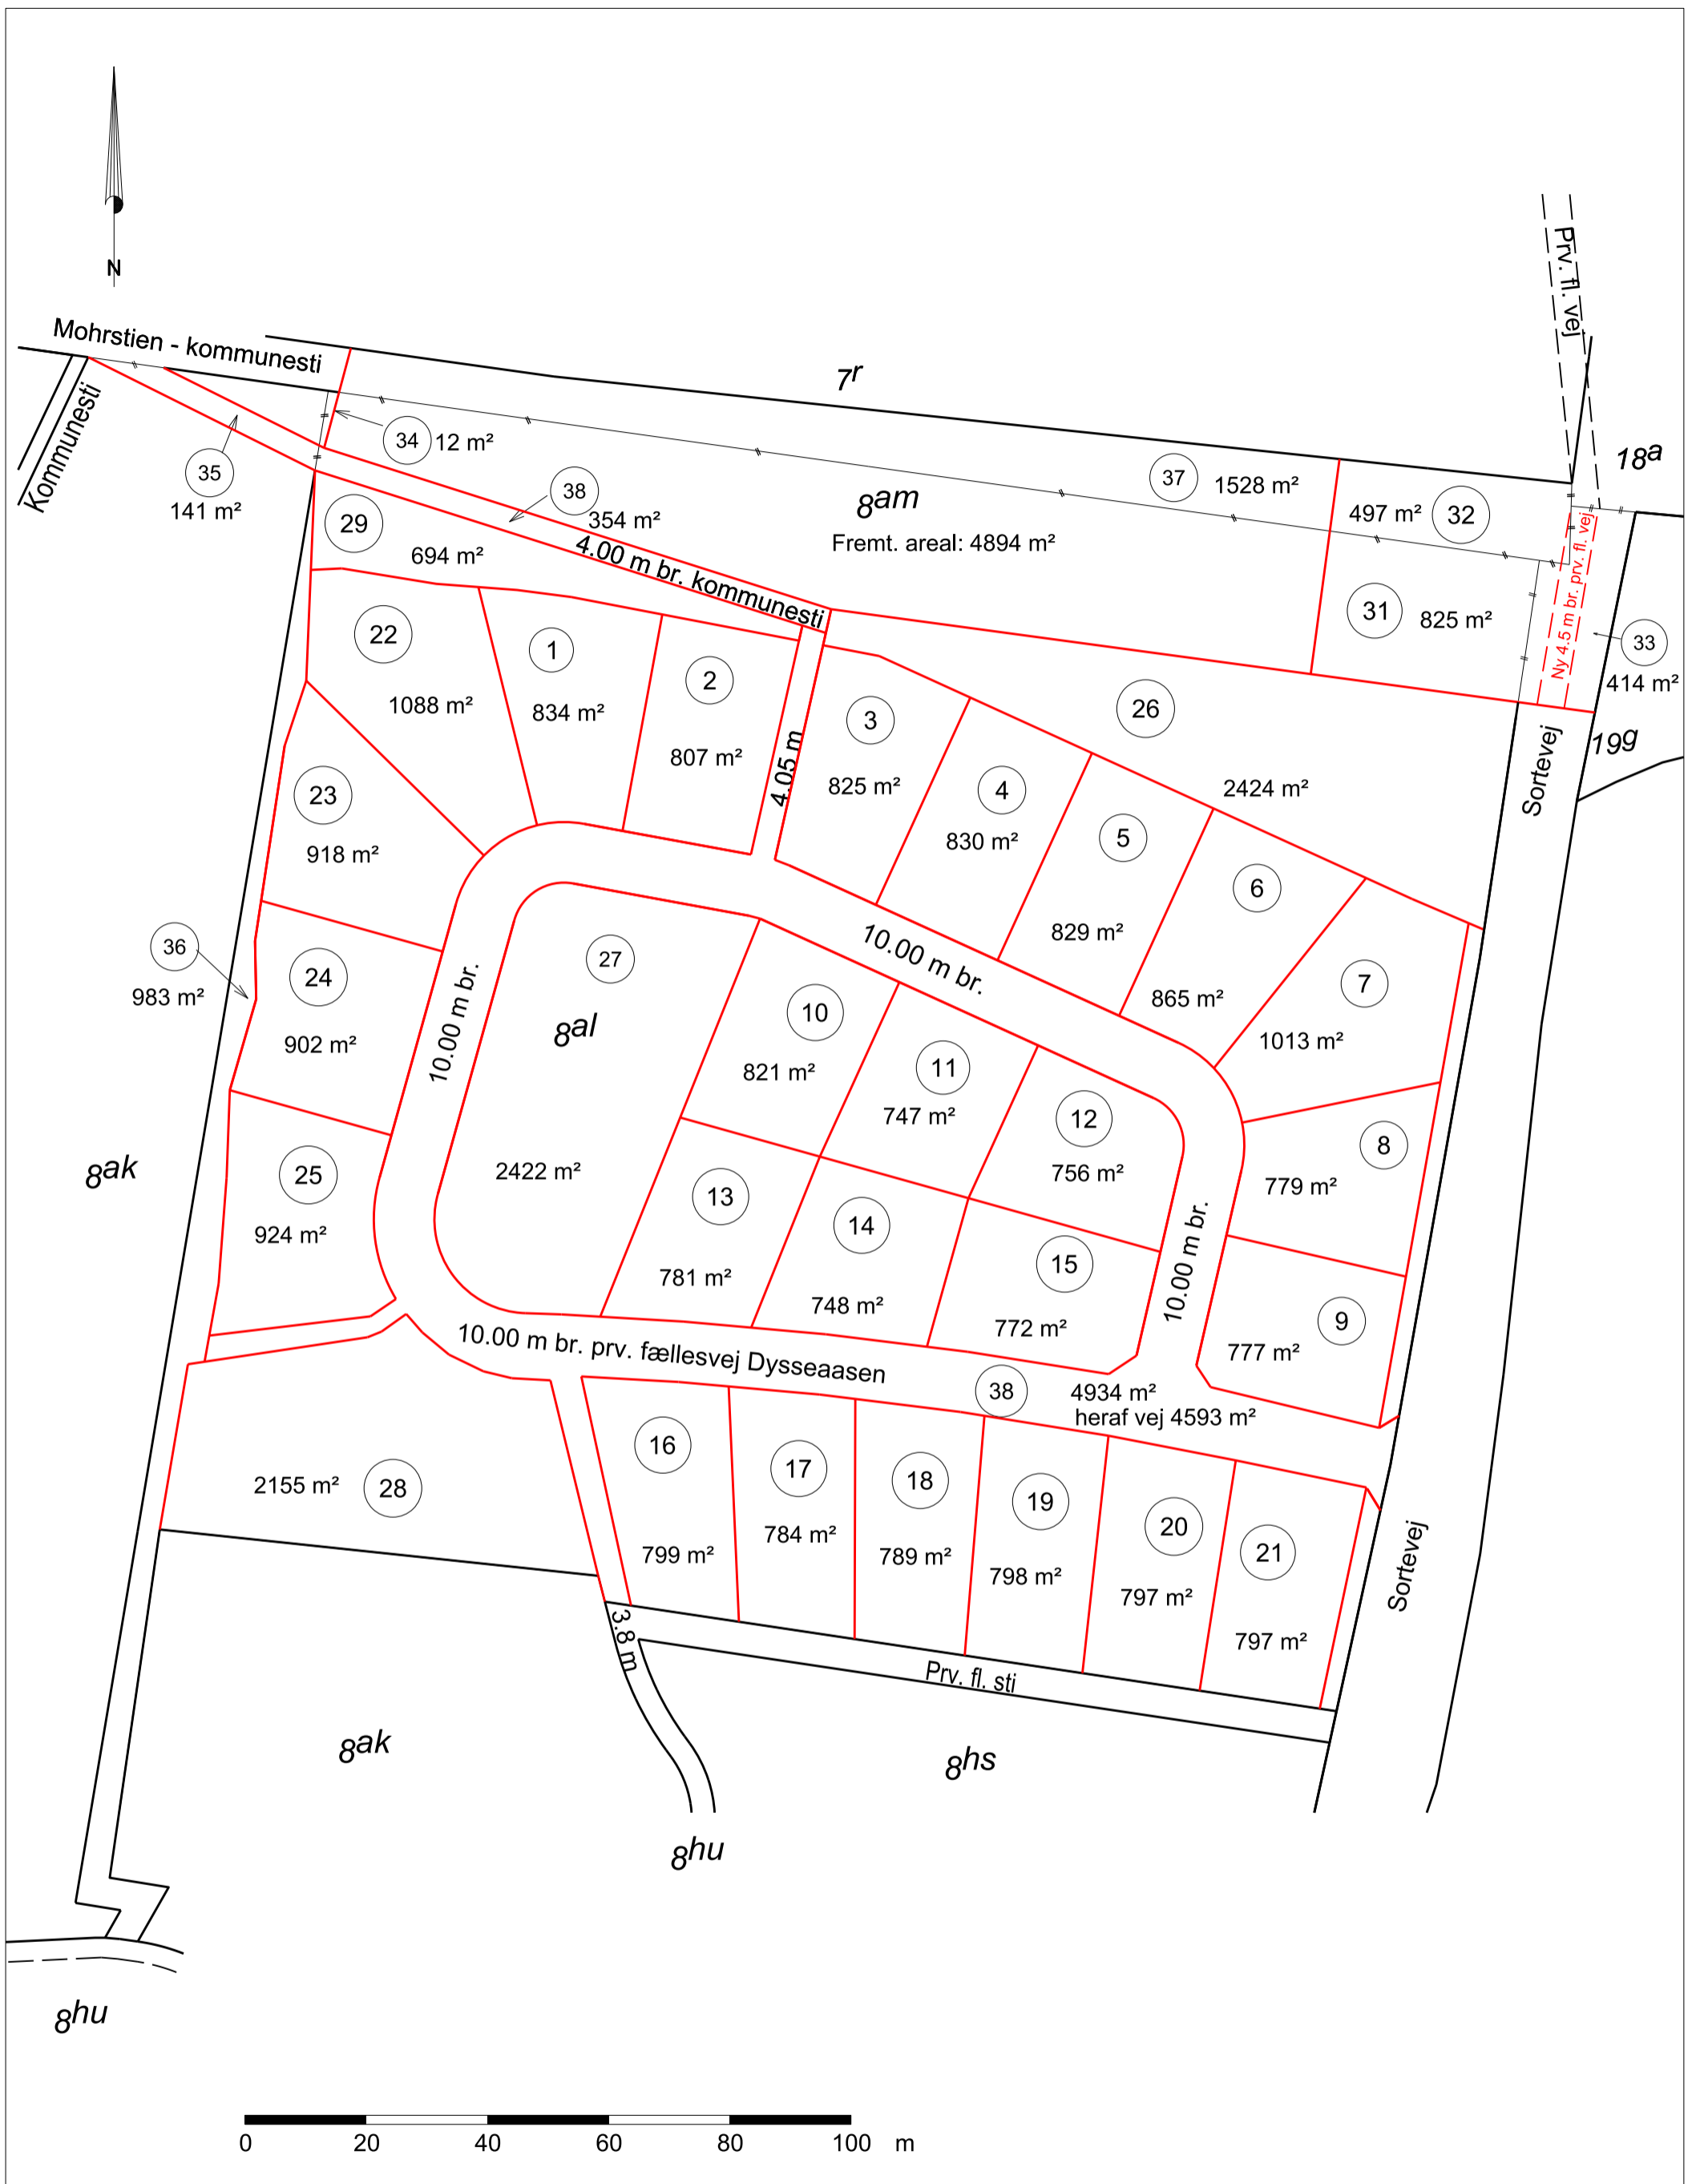 N
Mohrstien - kommunesti
Kommunesti
7r
Prv. fl. vej
18a
34 12 m²
35
141 m²
38
354 m²
37 1528 m²
497 m² 32
8am
Fremt. areal: 4894 m²
4.00 m br. kommunesti
29
694 m²
31 825 m²
Ny 4.5 m br. prv. fl. vej
33
414 m²
19g
Sortevej
22
1088 m²
1
834 m²
2
807 m²
4.05 m
3
825 m²
4
830 m²
5
829 m²
6
865 m²
26
2424 m²
7
1013 m²
8
779 m²
9
777 m²
23
918 m²
36
983 m²
24
902 m²
25
924 m²
10.00 m br.
10.00 m br.
10.00 m br.
27
8al
2422 m²
10
821 m²
11
747 m²
12
756 m²
13
781 m²
14
748 m²
15
772 m²
8ak
10.00 m br. prv. fællesvej Dysseaasen
38 4934 m²
heraf vej 4593 m²
2155 m² 28
16
799 m²
17
784 m²
18
789 m²
19
798 m²
20
797 m²
21
797 m²
Sortevej
3.8 m
Prv. fl. sti
8ak
8hs
8hu
8hu
0 20 40 60 80 100 m